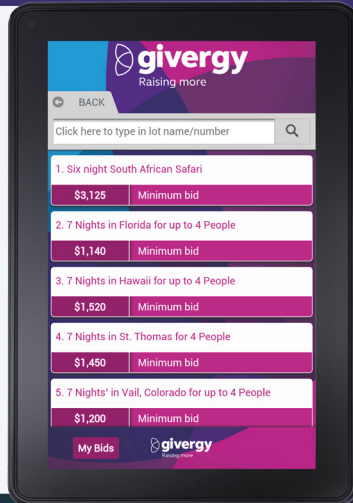 givergy
Raising more
BACK
Click here to type in lot name/number
1. Six night South African Safari
$3,125 Minimum bid
2. 7 Nights in Florida for up to 4 People
$1,140 Minimum bid
3. 7 Nights in Hawaii for up to 4 People
$1,520 Minimum bid
4. 7 Nights in St. Thomas for 4 People
$1,450 Minimum bid
5. 7 Nights' in Vail, Colorado for up to 4 People
$1,200 Minimum bid
My Bids givergy
Raising more